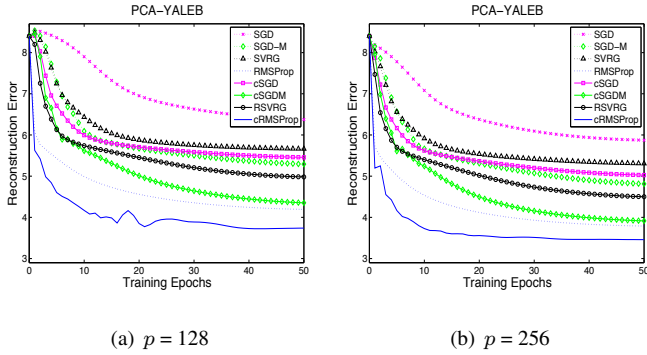 PCA−YALEB
Reconstruction Error
8
7
6
5
4
3
0
10
20
30
40
50
Training Epochs
SGD
SGD−M
SVRG
RMSProp
cSGD
cSGDM
RSVRG
cRMSProp
(a) p = 128
PCA−YALEB
Reconstruction Error
8
7
6
5
4
3
0
10
20
30
40
50
Training Epochs
SGD
SGD−M
SVRG
RMSProp
cSGD
cSGDM
RSVRG
cRMSProp
(b) p = 256